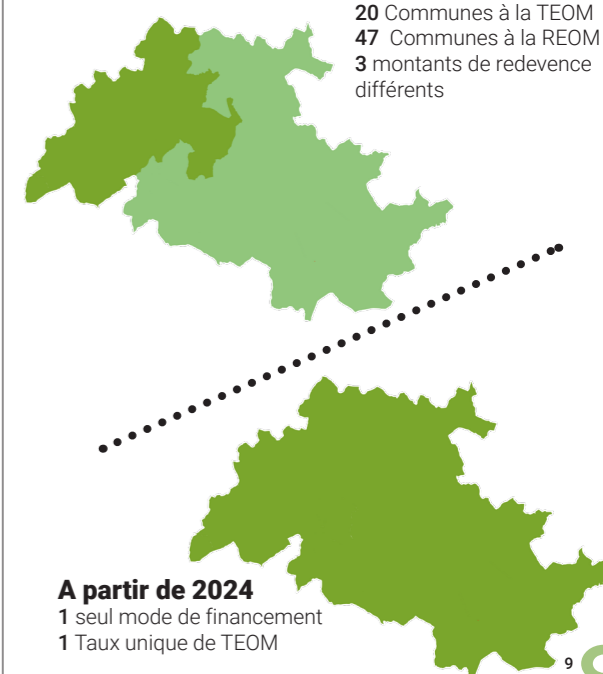 20 Communes à la TEOM
47 Communes à la REOM
3 montants de redevence
différents
A partir de 2024
1 seul mode de financement
1 Taux unique de TEOM
9